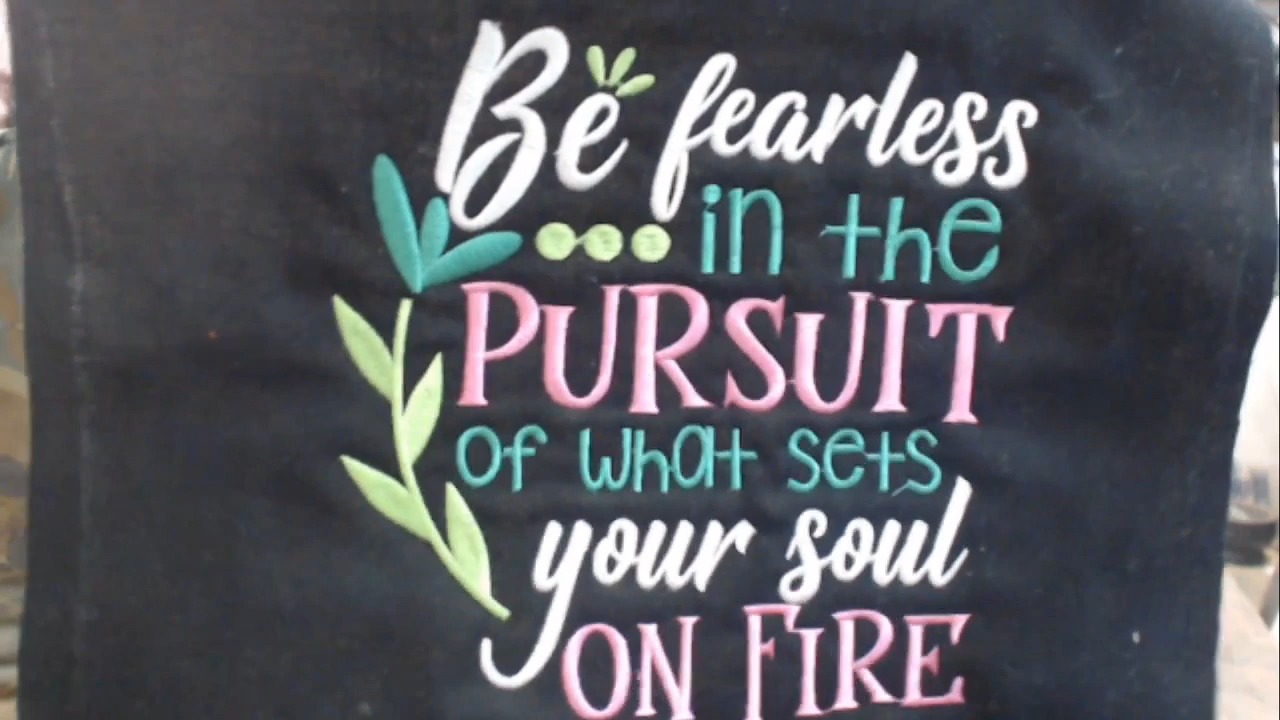 Be fearless
in the
PURSUIT
of what sets
your soul
ON FIRE